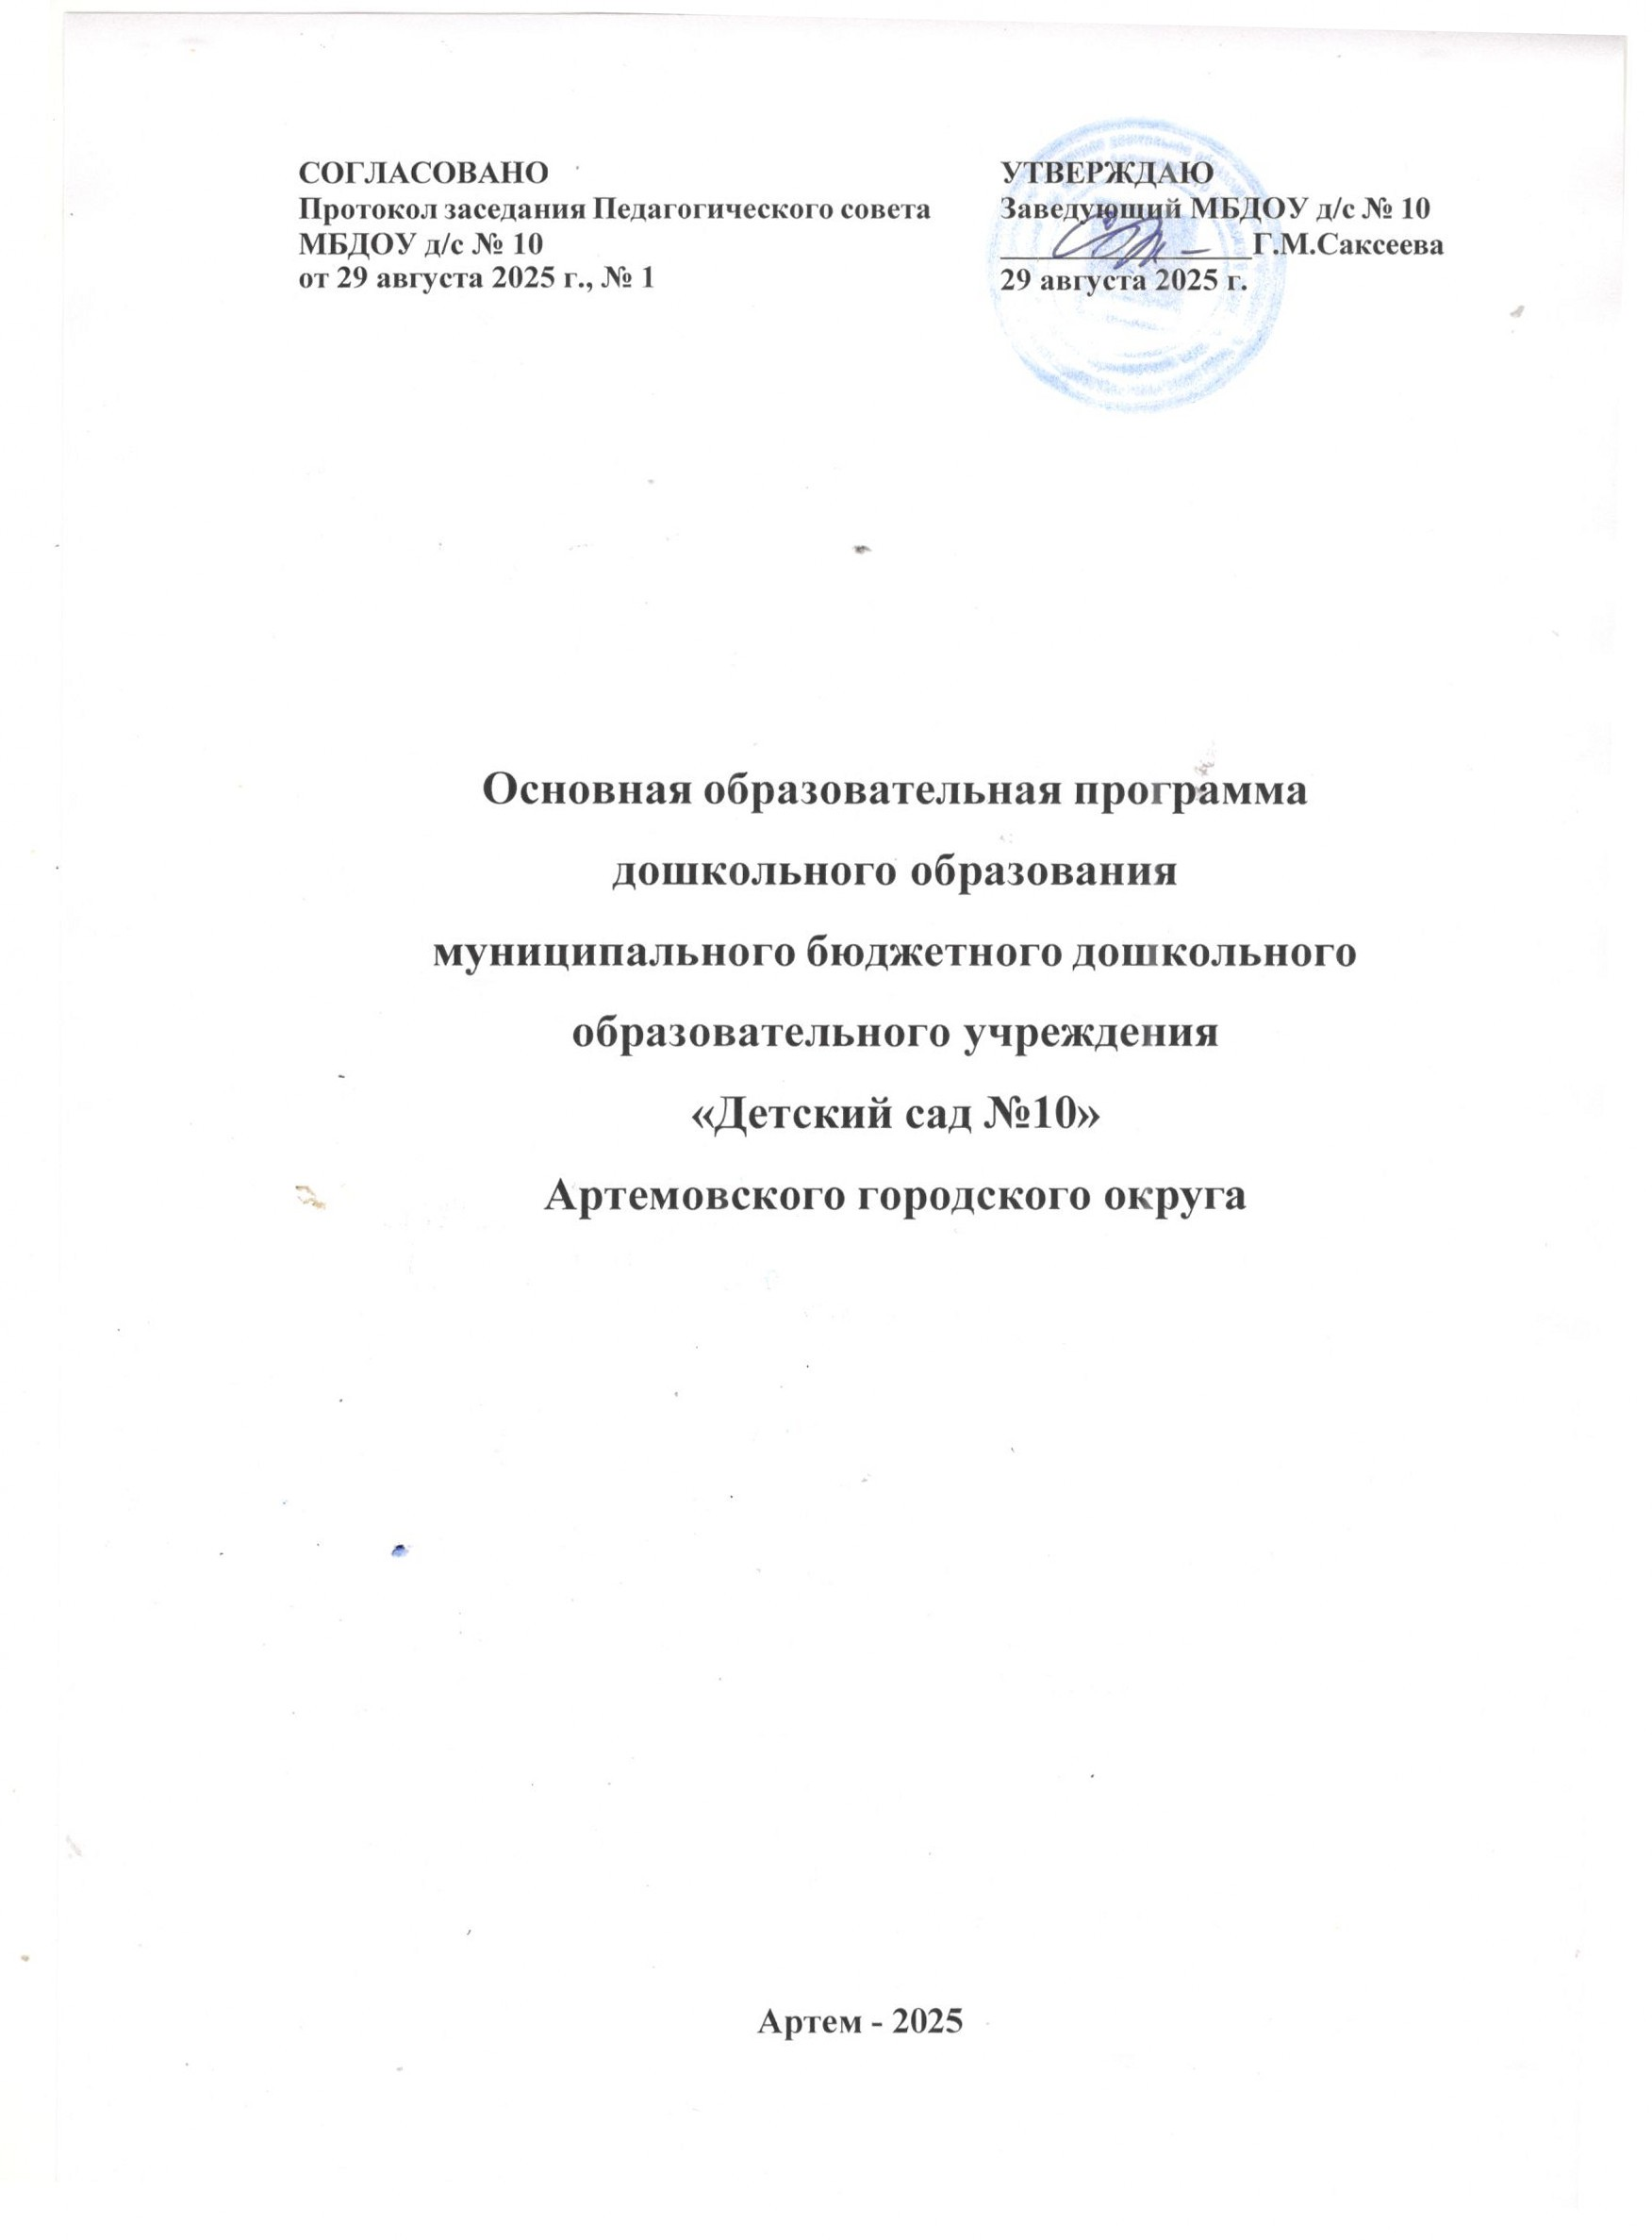 СОГЛАСОВАНО
Протокол заседания Педагогического совета
МБДОУ д/с № 10
от 29 августа 2025 г., № 1
УТВЕРЖДАЮ
Заведующий МБДОУ д/с № 10
Г.М.Саксеева
29 августа 2025 г.
Основная образовательная программа
дошкольного образования
муниципального бюджетного дошкольного
образовательного учреждения
«Детский сад №10»
Артемовского городского округа
Артем - 2025